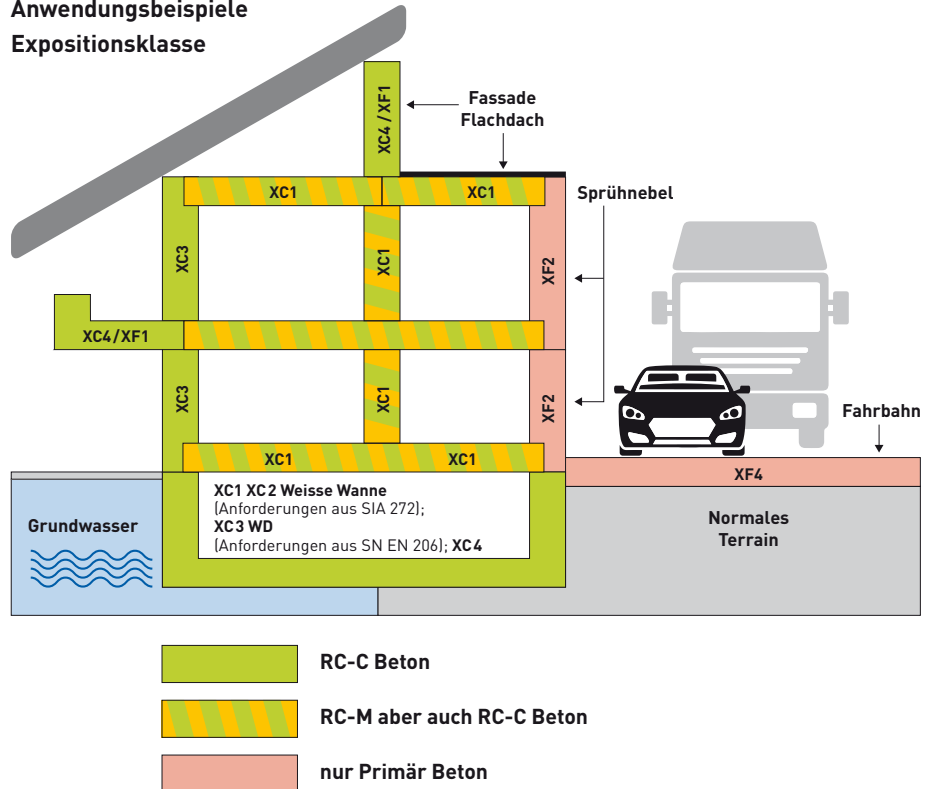 Anwendungsbeispiele
Expositionsklasse
XC4 / XF1
Fassade
Flachdach
XC1
XC1
Sprühnebel
XC3
XC1
XF2
XC4/XF1
XC3
XC1
XF2
Fahrbahn
XC1
XC1
XF4
XC1 XC2 Weisse Wanne
(Anforderungen aus SIA 272);
XC3 WD
(Anforderungen aus SN EN 206); XC4
Grundwasser
Normales
Terrain
RC-C Beton
RC-M aber auch RC-C Beton
nur Primär Beton